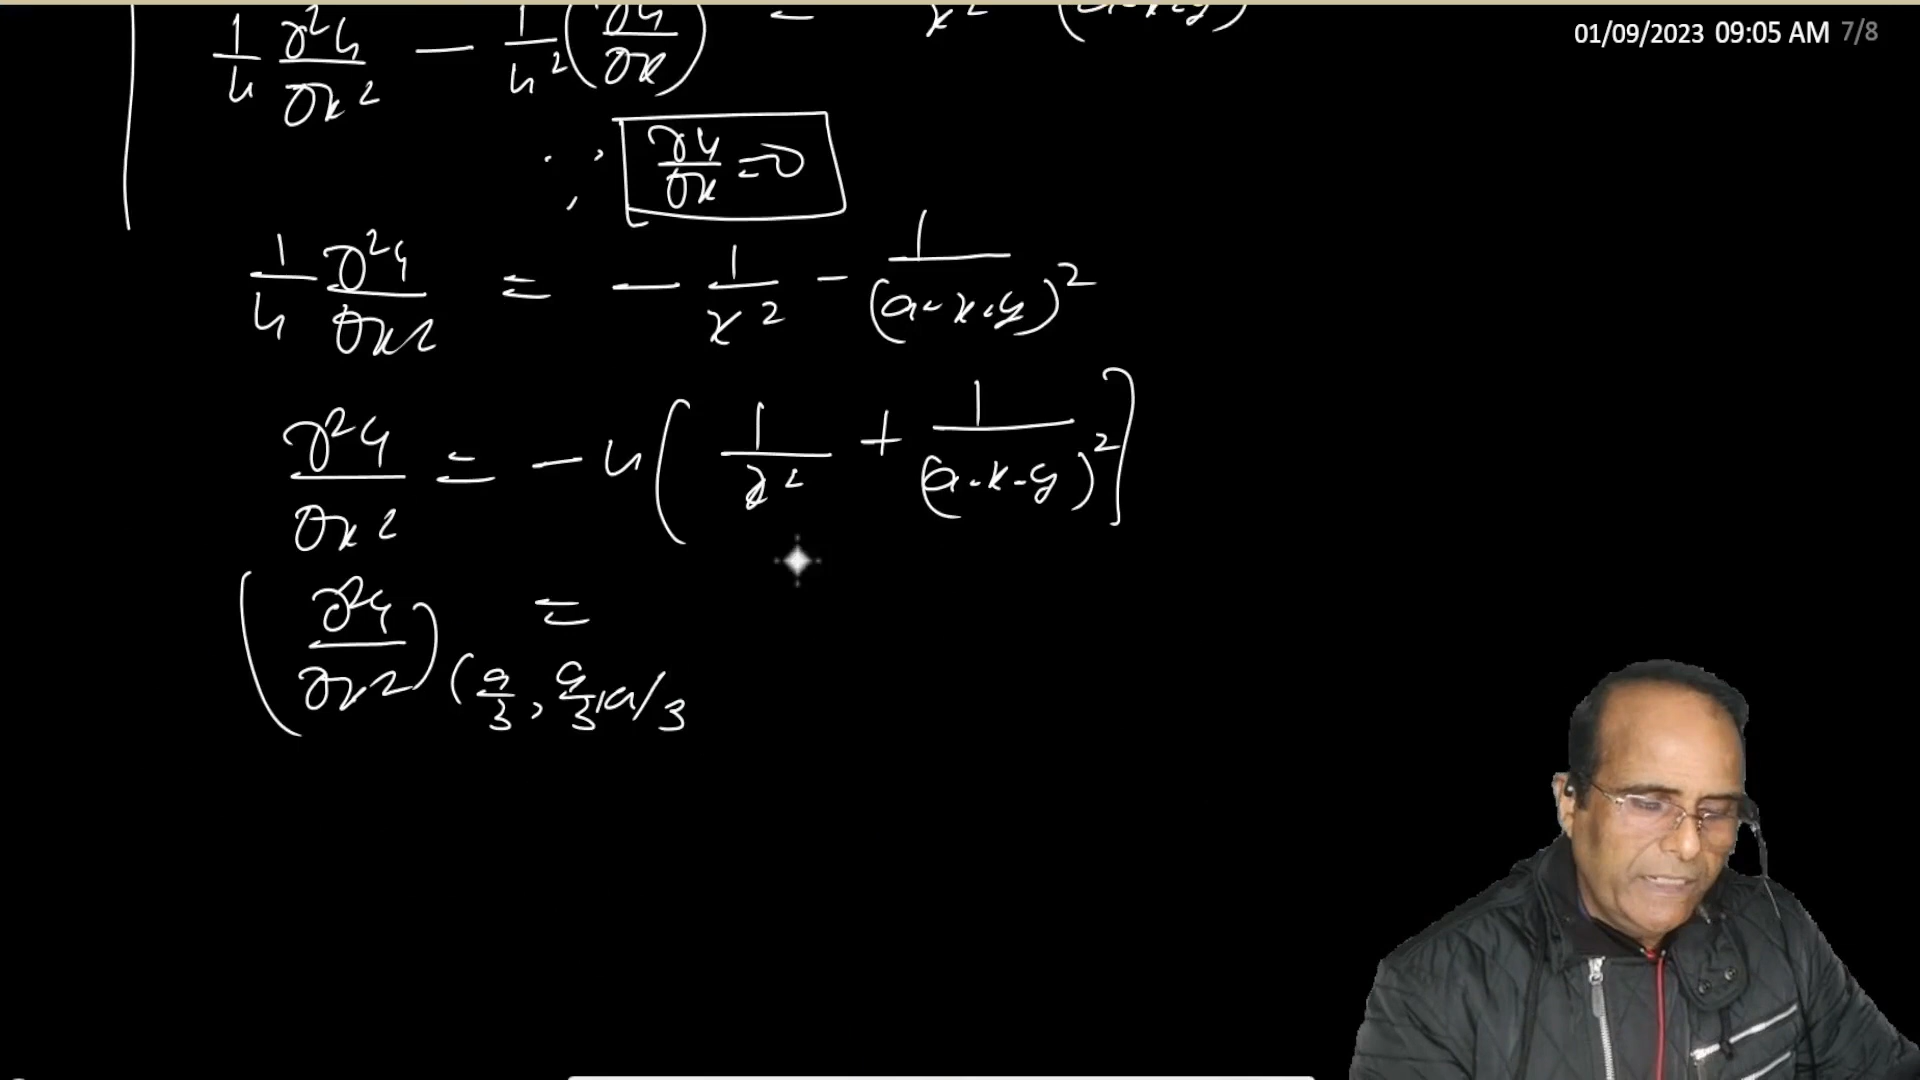 01/09/2023 09:05 AM 7/8
1/u ∂²u/∂x² − 1/u² (∂u/∂x) =
∵ ∂u/∂x = 0
1/u ∂²u/∂x² = − 1/x² − 1/(a-x-y)²
∂²u/∂x² = − u ( 1/x² + 1/(a-x-y)² ]
(∂²u/∂x²) (a/3, a/3, a/3 =